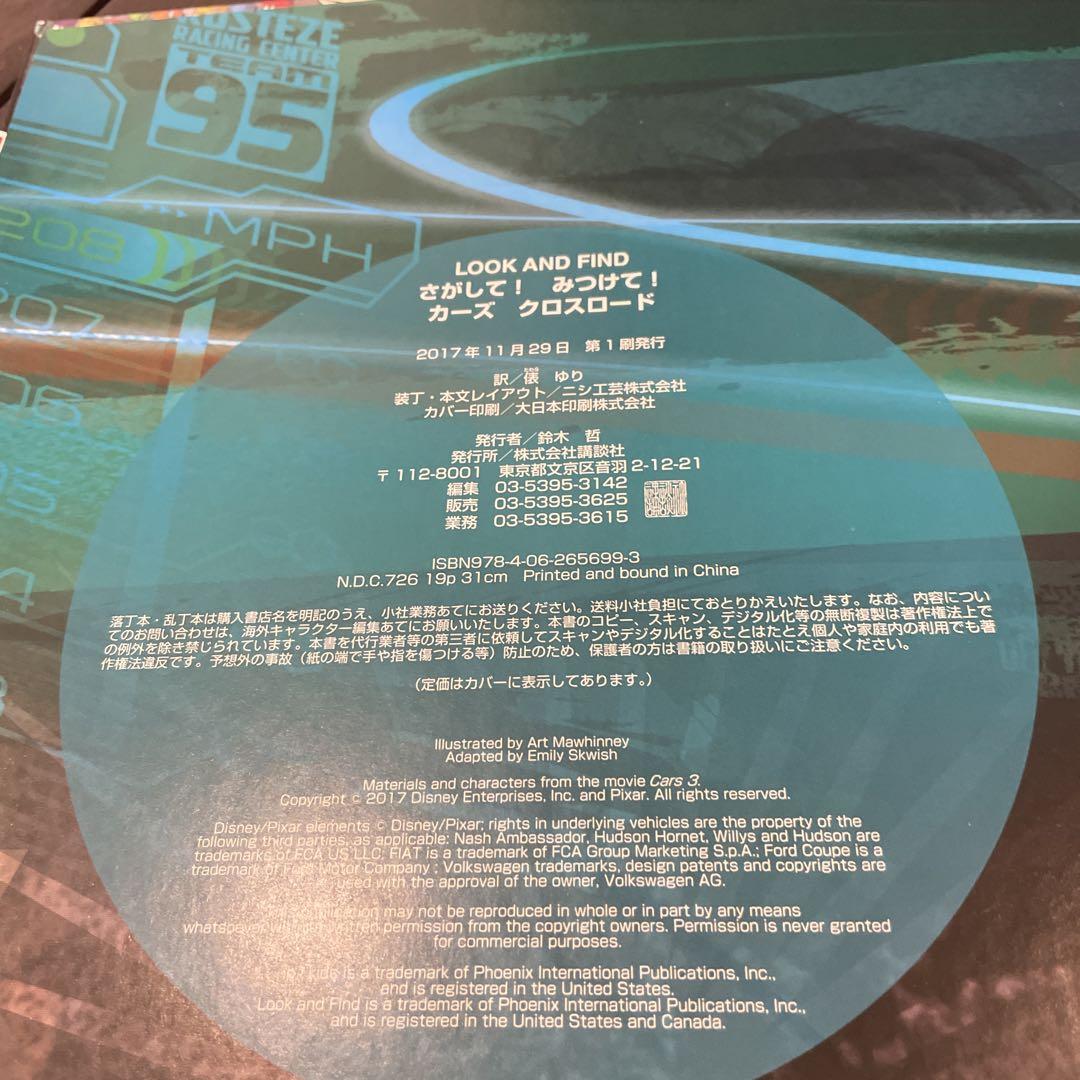 RACING CENTER
TEAM
95
MPH
208
LOOK AND FIND
さがして！ みつけて！
カーズ クロスロード
2017年11月29日 第1刷発行
訳／俵 ゆり
装丁・本文レイアウト／ニシ工芸株式会社
カバー印刷／大日本印刷株式会社
発行者／鈴木 哲
発行所／株式会社講談社
〒112-8001 東京都文京区音羽2-12-21
編集 03-5395-3142
販売 03-5395-3625
業務 03-5395-3615
ISBN978-4-06-265699-3
N.D.C.726 19p 31cm Printed and bound in China
落丁本・乱丁本は購入書店名を明記のうえ、小社業務あてにお送りください。送料小社負担にておとりかえいたします。なお、内容につい
てのお問い合わせは、海外キャラクター編集あてにお願いいたします。本書のコピー、スキャン、デジタル化等の無断複製は著作権法上で
の例外を除き禁じられています。本書を代行業者等の第三者に依頼してスキャンやデジタル化することはたとえ個人や家庭内の利用でも著
作権法違反です。予想外の事故（紙の端で手や指を傷つける等）防止のため、保護者の方は書籍の取り扱いにご注意ください。
（定価はカバーに表示してあります。）
Illustrated by Art Mawhinney
Adapted by Emily Skwish
Materials and characters from the movie Cars 3.
Copyright © 2017 Disney Enterprises, Inc. and Pixar. All rights reserved.
Disney/Pixar elements © Disney/Pixar; rights in underlying vehicles are the property of the
following third parties, as applicable: Nash Ambassador, Hudson Hornet, Willys and Hudson are
trademarks of FCA US LLC; FIAT is a trademark of FCA Group Marketing S.p.A.; Ford Coupe is a
trademark of Ford Motor Company ; Volkswagen trademarks, design patents and copyrights are
used with the approval of the owner, Volkswagen AG.
publication may not be reproduced in whole or in part by any means
whatsoever without written permission from the copyright owners. Permission is never granted
for commercial purposes.
kids is a trademark of Phoenix International Publications, Inc.,
and is registered in the United States.
Look and Find is a trademark of Phoenix International Publications, Inc.,
and is registered in the United States and Canada.